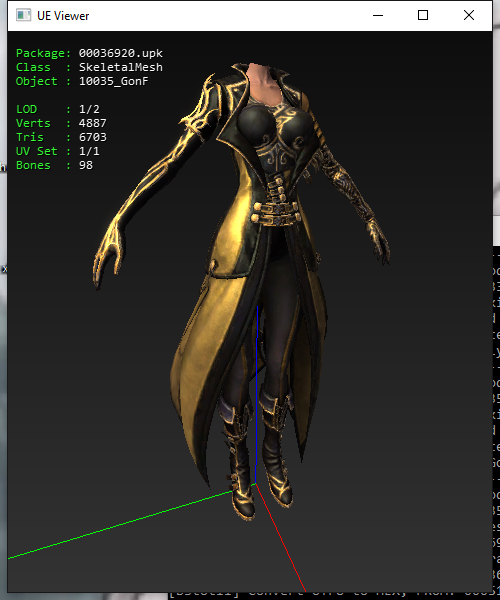 UE Viewer
Package: 00036920.upk
Class : SkeletalMesh
Object : 10035_GonF
LOD : 1/2
Verts : 4887
Tris : 6703
UV Set : 1/1
Bones : 98